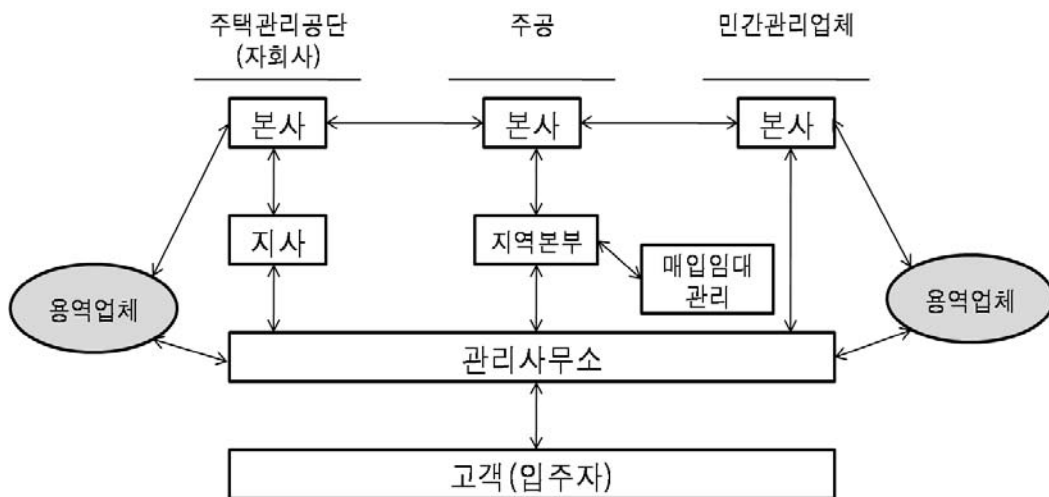 주택관리공단
(자회사)
주공
민간관리업체
본사
본사
본사
지사
지역본부
매입임대
관리
용역업체
용역업체
관리사무소
고객(입주자)